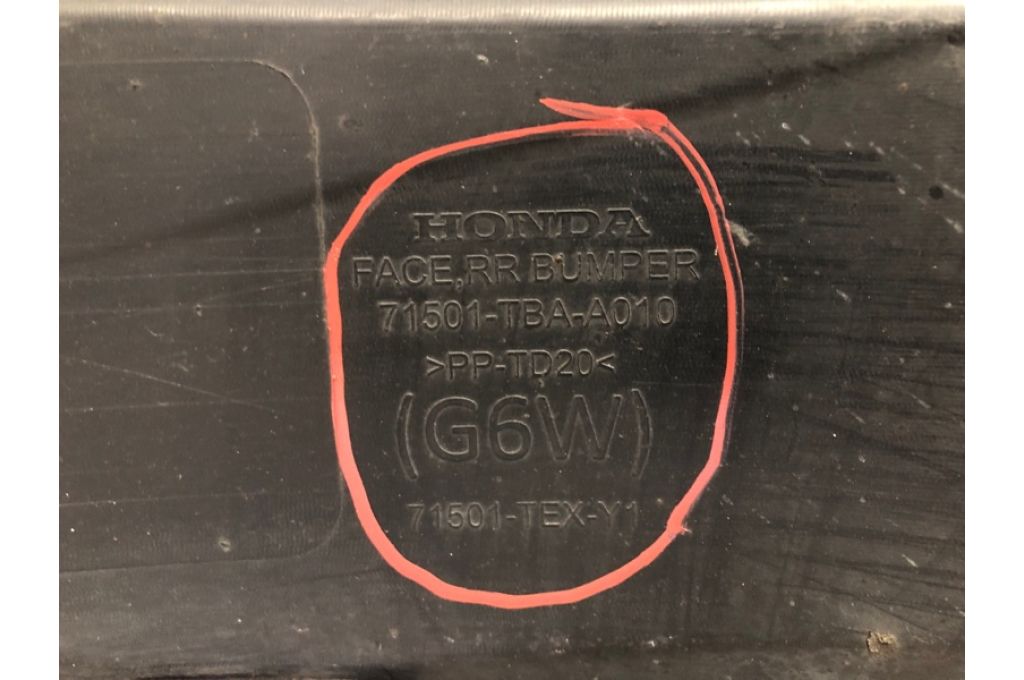 HONDA
FACE,RR BUMPER
71501-TBA-A010
>PP-TD20<
(G6W)
71501-TEX-Y1